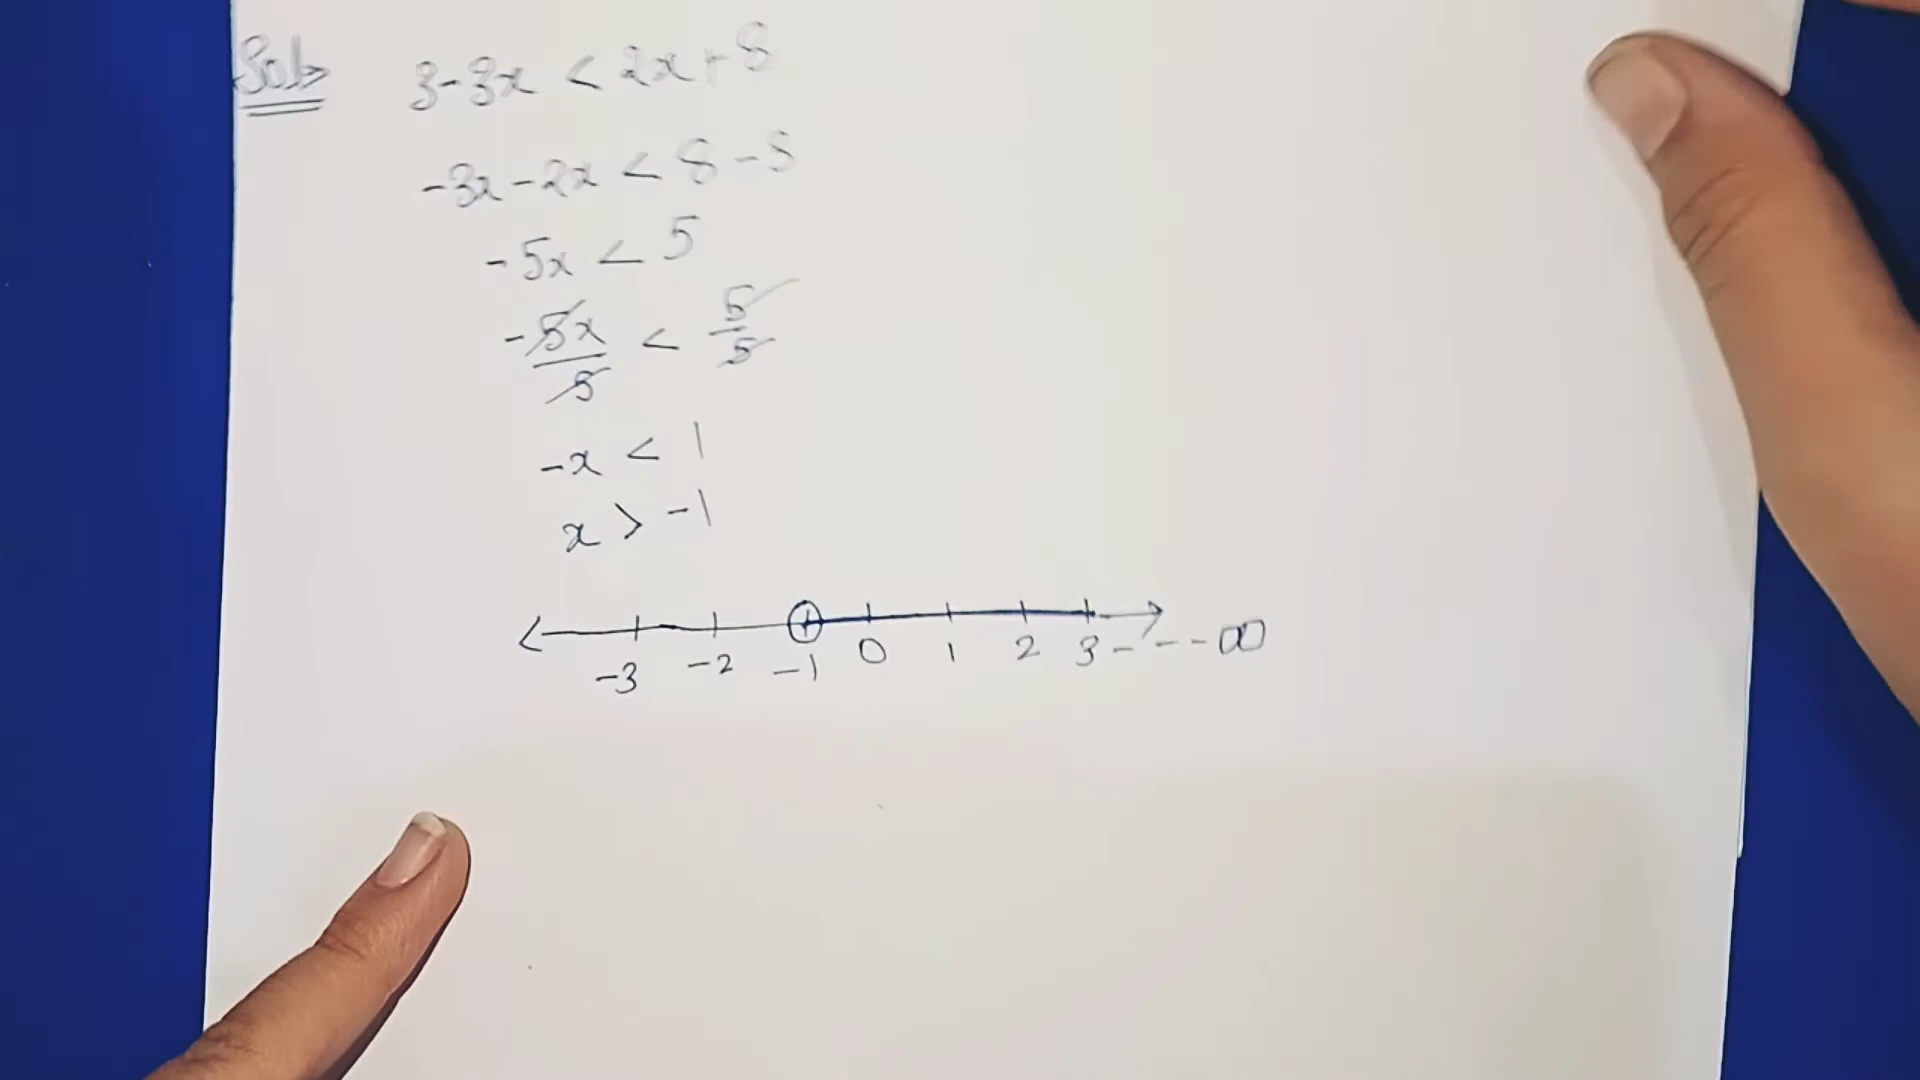 Sol>
3-3x < 2x+8
-3x-2x < 8-3
-5x < 5
-5x/5 < 5/5
-x < 1
x > -1
-3 -2 -1 0 1 2 3 - - - ∞